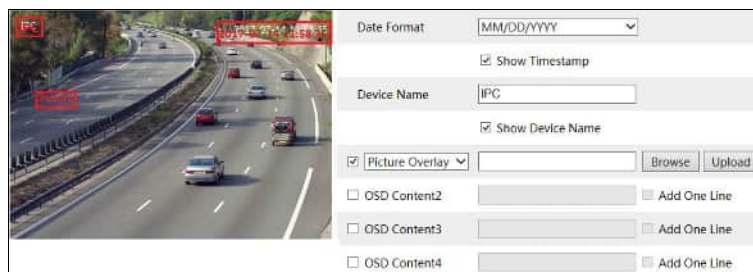 IPC
Date Format MM/DD/YYYY
Show Timestamp
Device Name IPC
Show Device Name
Picture Overlay Browse Upload
OSD Content2 Add One Line
OSD Content3 Add One Line
OSD Content4 Add One Line